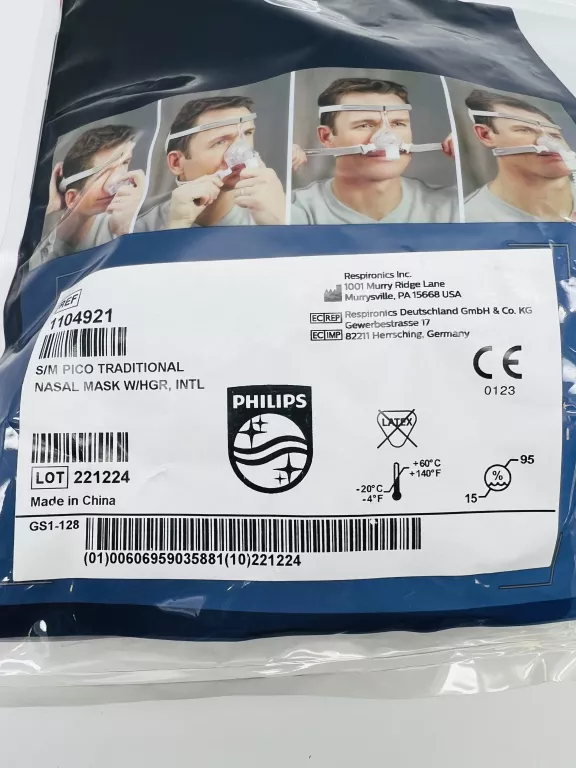 REF
1104921
S/M PICO TRADITIONAL
NASAL MASK W/HGR, INTL
Respironics Inc.
1001 Murry Ridge Lane
Murrysville, PA 15668 USA
EC REP Respironics Deutschland GmbH & Co. KG
Gewerbestrasse 17
EC IMP 82211 Herrsching, Germany
CE
0123
PHILIPS
LATEX
LOT 221224
Made in China
-20°C
-4°F
+60°C
+140°F
15
%
95
GS1-128
(01)00606959035881(10)221224